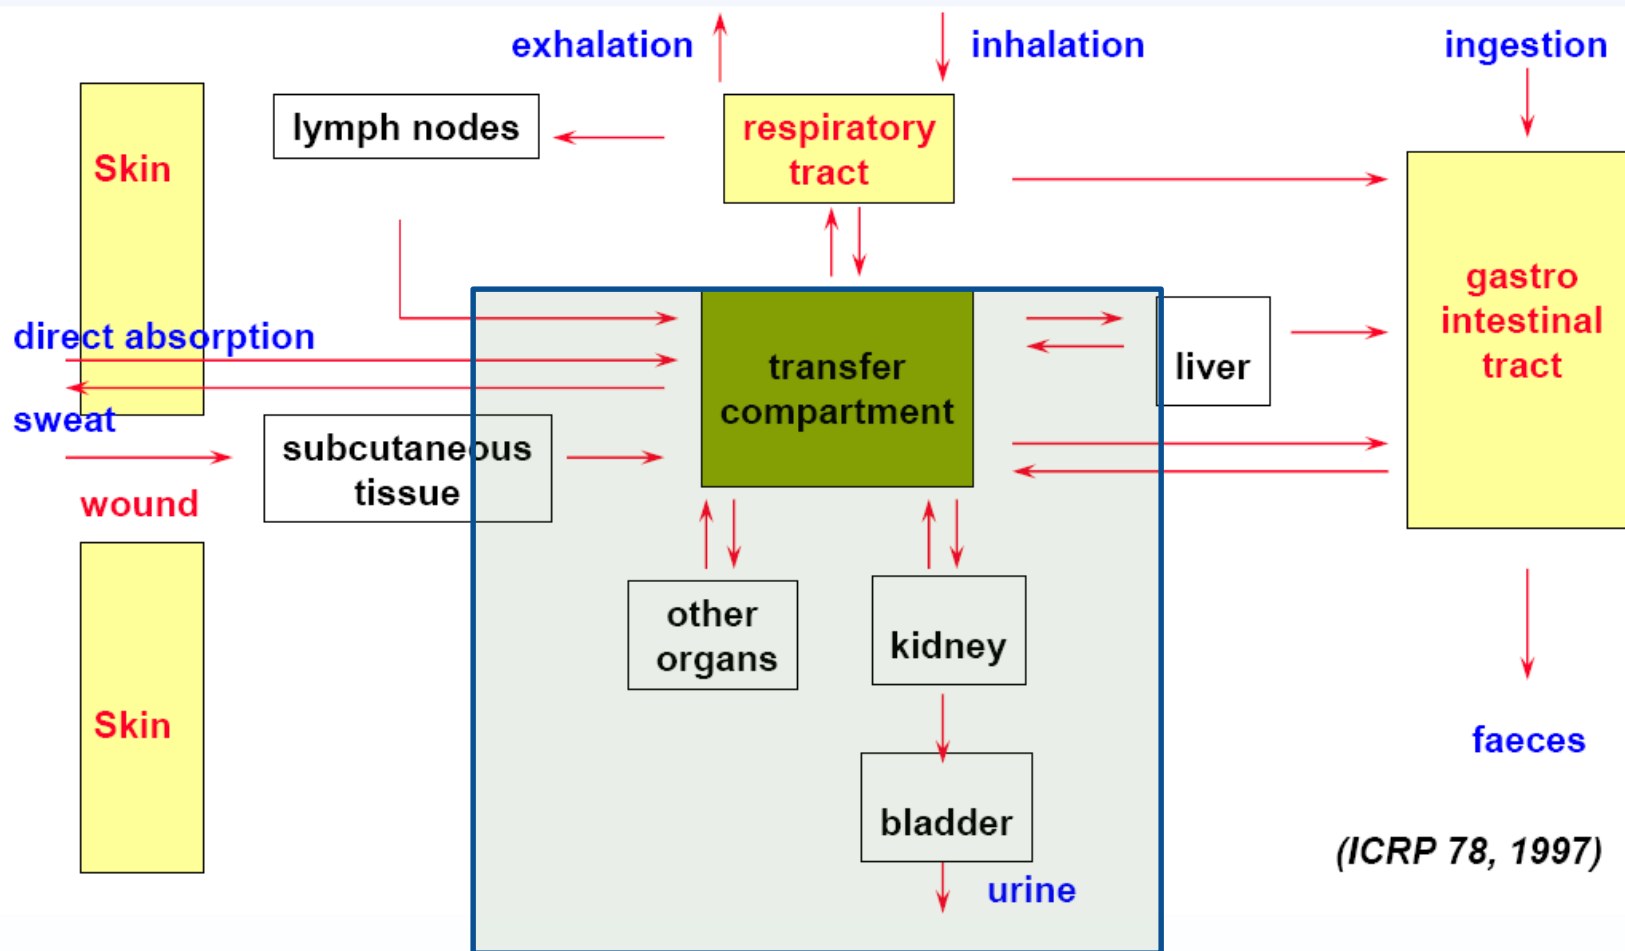 exhalation
inhalation
ingestion
lymph nodes
respiratory
tract
Skin
gastro
intestinal
tract
direct absorption
transfer
compartment
liver
sweat
subcutaneous
tissue
wound
other
organs
kidney
Skin
faeces
bladder
(ICRP 78, 1997)
urine